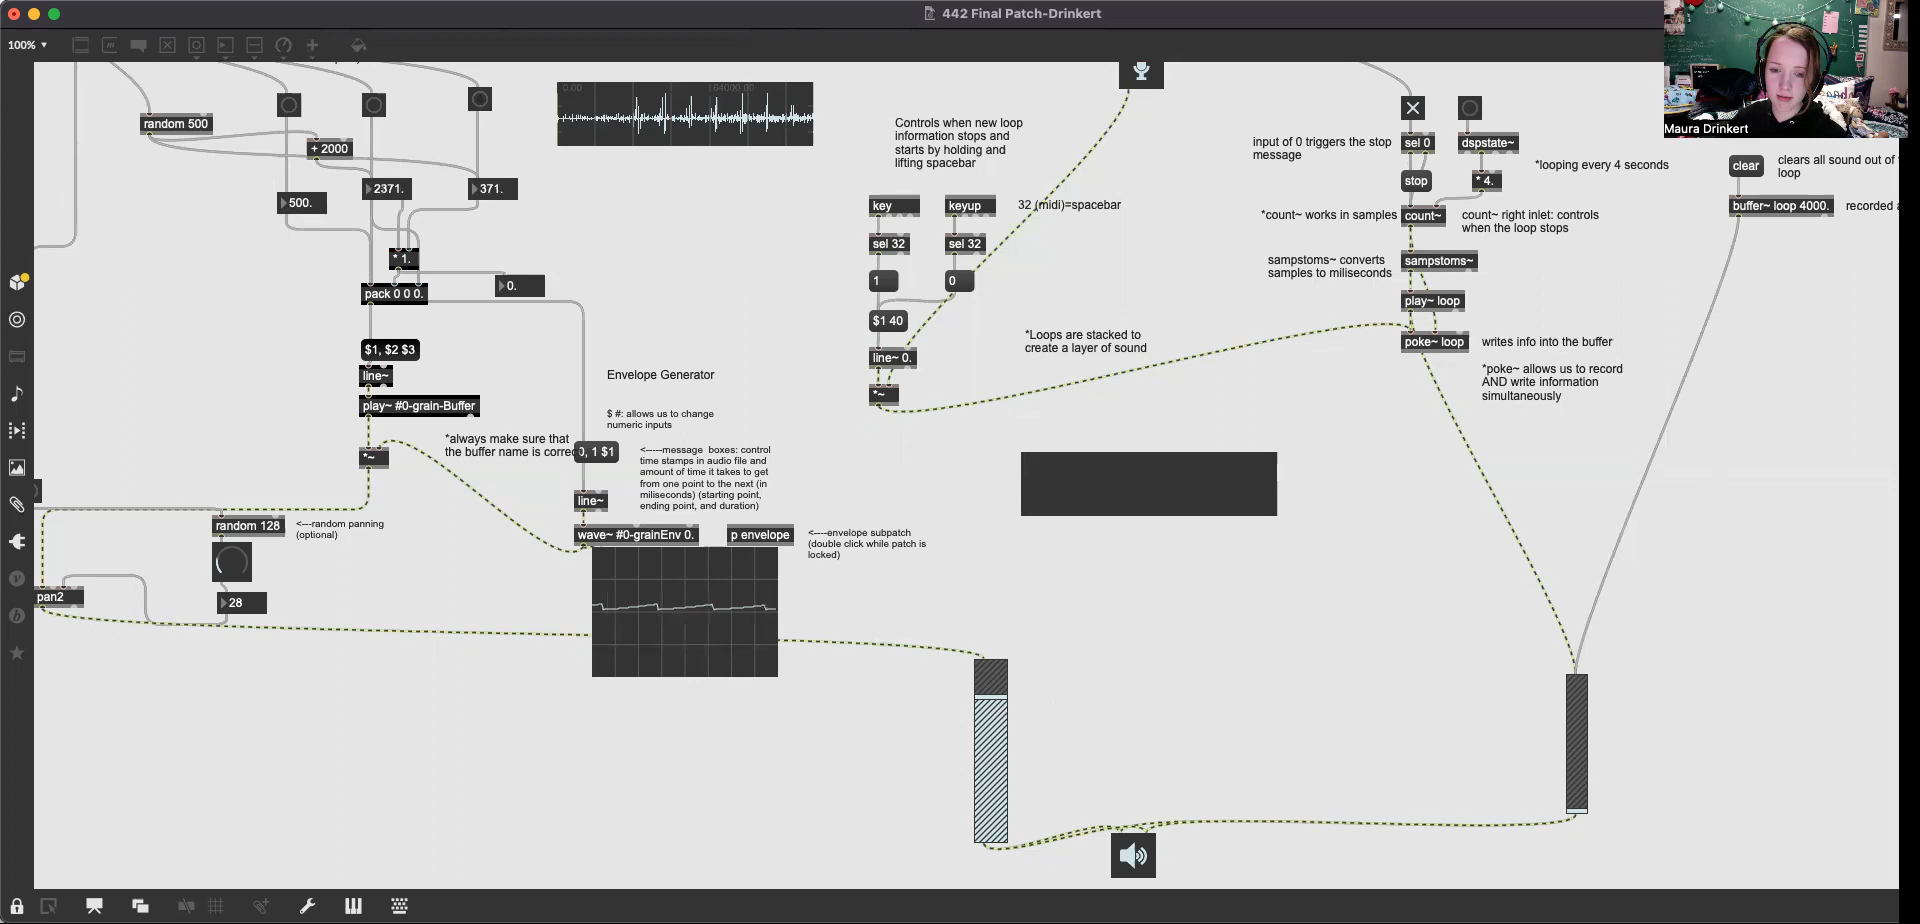 442 Final Patch-Drinkert
100%
Maura Drinkert
random 500
+ 2000
500.
2371.
371.
* 1.
0.
pack 0 0 0.
$1, $2 $3
line~
play~ #0-grain-Buffer
*~
*always make sure that
the buffer name is correc
random 128
<---random panning
(optional)
pan2
28
0.00
64000.00
Envelope Generator
$ #: allows us to change
numeric inputs
0, 1 $1
<-----message boxes: control
time stamps in audio file and
amount of time it takes to get
from one point to the next (in
miliseconds) (starting point,
ending point, and duration)
line~
wave~ #0-grainEnv 0.
p envelope
<----envelope subpatch
(double click while patch is
locked)
Controls when new loop
information stops and
starts by holding and
lifting spacebar
key
keyup
32 (midi)=spacebar
sel 32
sel 32
1
0
$1 40
line~ 0.
*~
*Loops are stacked to
create a layer of sound
input of 0 triggers the stop
message
sel 0
dspstate~
*looping every 4 seconds
stop
* 4.
*count~ works in samples
count~
count~ right inlet: controls
when the loop stops
sampstoms~ converts
samples to miliseconds
sampstoms~
play~ loop
poke~ loop
writes info into the buffer
*poke~ allows us to record
AND write information
simultaneously
clear
clears all sound out of
loop
buffer~ loop 4000.
recorded